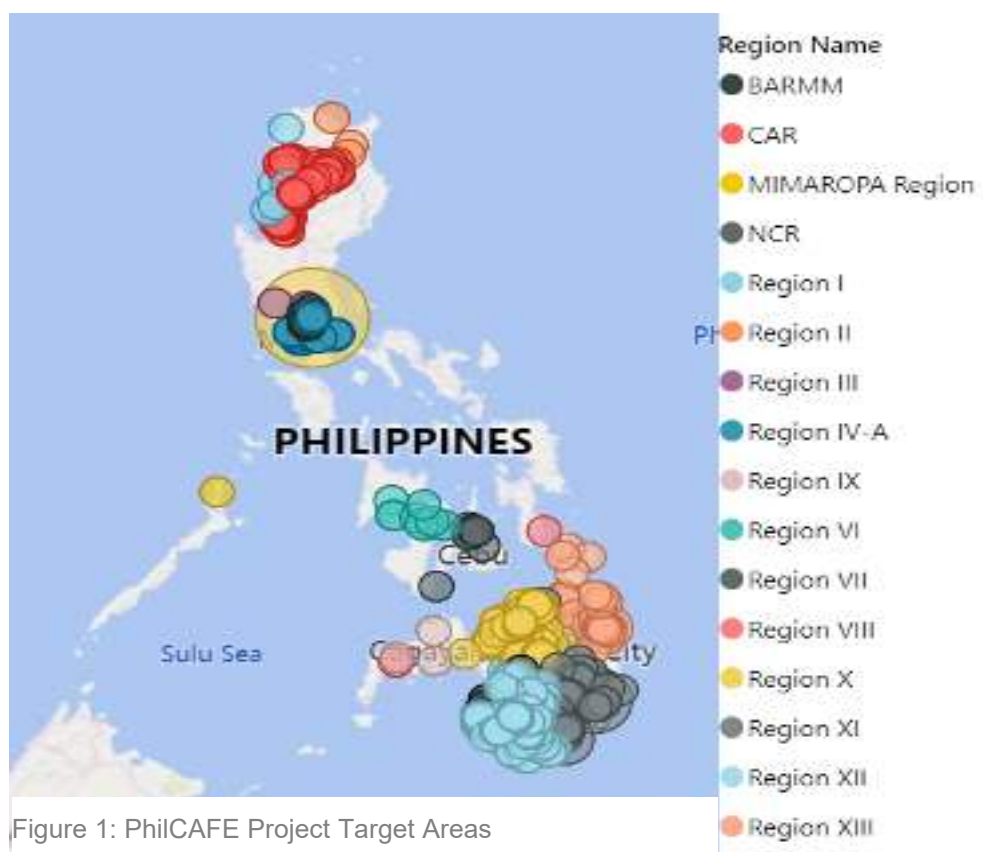 Region Name
BARMM
CAR
MIMAROPA Region
NCR
Region I
Region II
Region III
Region IV-A
Region IX
Region VI
Region VII
Region VIII
Region X
Region XI
Region XII
Region XIII
PHILIPPINES
Cebu
City
Sulu Sea
Figure 1: PhilCAFE Project Target Areas